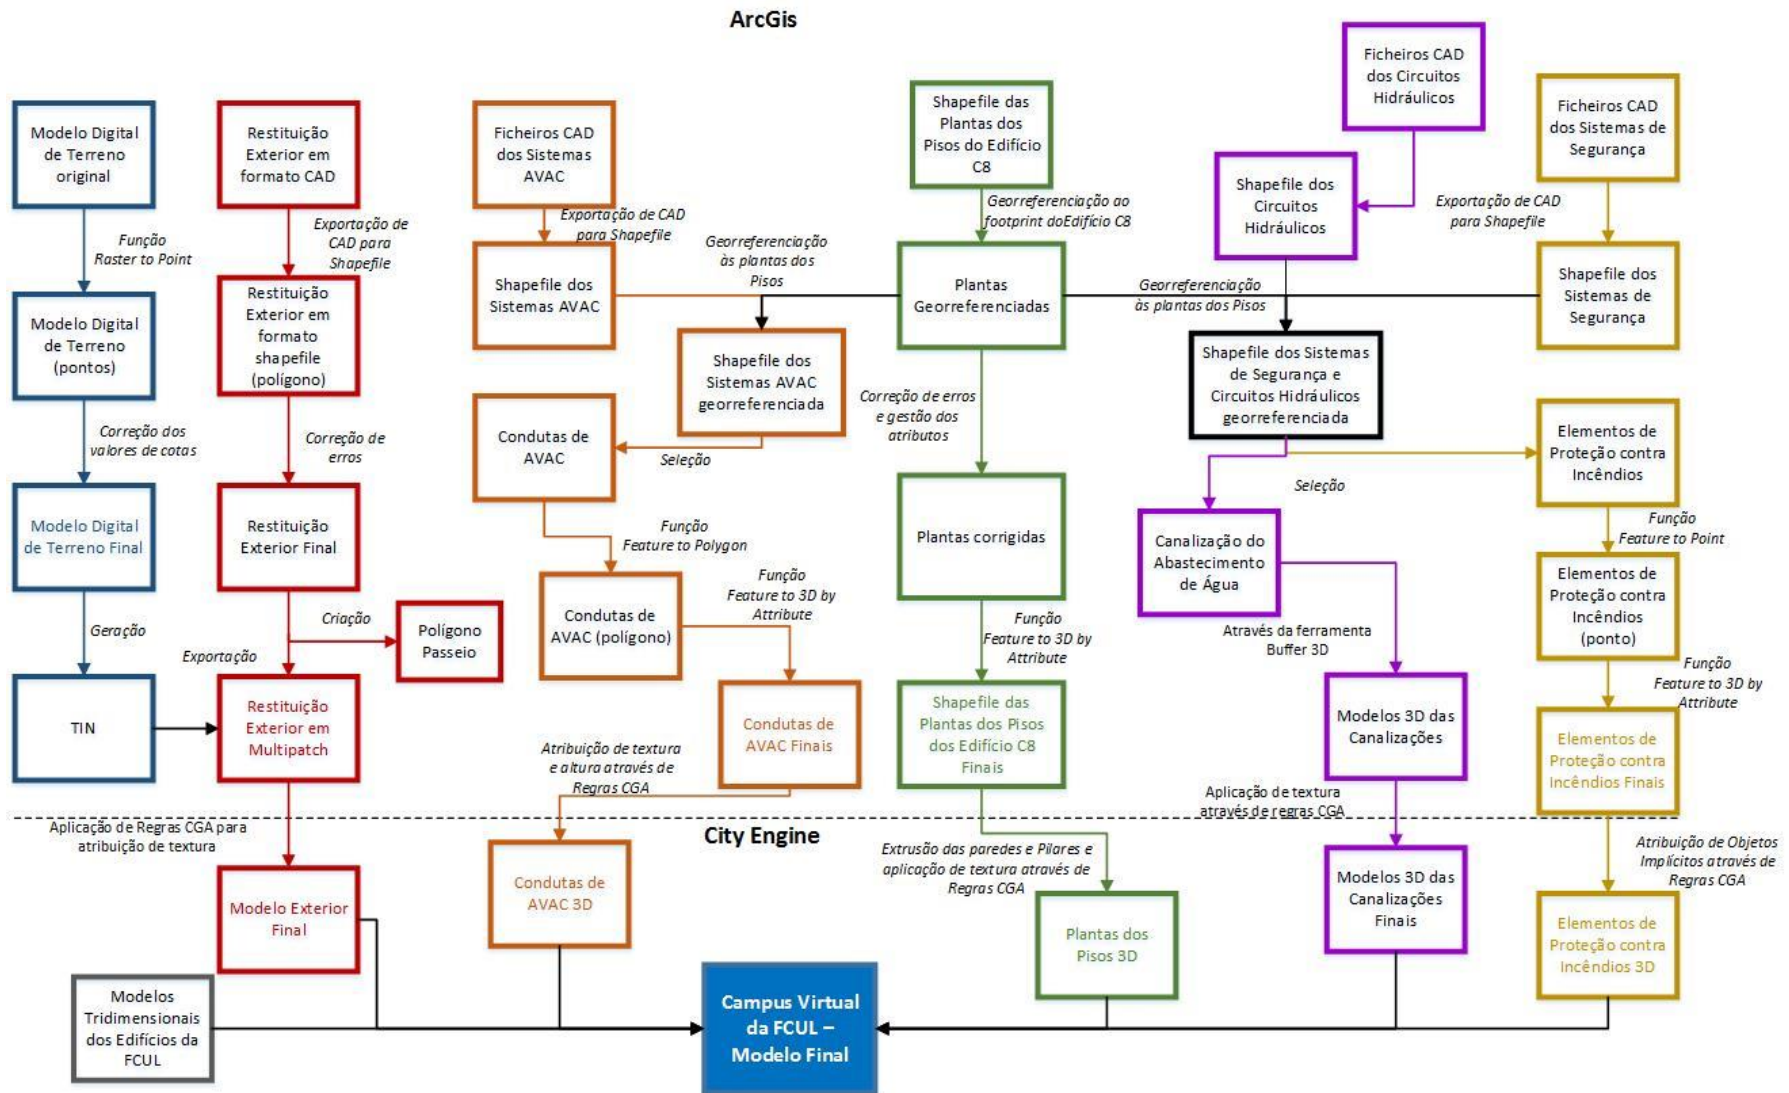 ArcGis
Modelo Digital
de Terreno
original
Função
Raster to Point
Modelo Digital
de Terreno
(pontos)
Correção dos
valores de cotas
Modelo Digital
de Terreno Final
Geração
TIN
Restituição
Exterior em
formato CAD
Exportação de
CAD para
Shapefile
Restituição
Exterior em
formato
shapefile
(polígono)
Correção de
erros
Restituição
Exterior Final
Criação
Polígono
Passeio
Exportação
Restituição
Exterior em
Multipatch
Ficheiros CAD
dos Sistemas
AVAC
Exportação de CAD
para Shapefile
Shapefile dos
Sistemas AVAC
Georreferenciação
às plantas dos
Pisos
Shapefile dos
Sistemas AVAC
georreferenciada
Seleção
Condutas de
AVAC
Função
Feature to Polygon
Condutas de
AVAC (polígono)
Função
Feature to 3D by
Attribute
Condutas de
AVAC Finais
Atribuição de textura
e altura através de
Regras CGA
Shapefile das
Plantas dos
Pisos do Edifício
C8
Georreferenciação ao
footprint doEdifício C8
Plantas
Georreferenciadas
Correção de erros
e gestão dos
atributos
Plantas corrigidas
Função
Feature to 3D by
Attribute
Shapefile das
Plantas dos Pisos
dos Edifício C8
Finais
Ficheiros CAD
dos Circuitos
Hidráulicos
Shapefile dos
Circuitos
Hidráulicos
Georreferenciação
às plantas dos Pisos
Shapefile dos Sistemas
de Segurança e
Circuitos Hidráulicos
georreferenciada
Seleção
Canalização do
Abastecimento
de Água
Através da ferramenta
Buffer 3D
Modelos 3D das
Canalizações
Aplicação de textura
através de regras CGA
Ficheiros CAD
dos Sistemas de
Segurança
Exportação de CAD
para Shapefile
Shapefile dos
Sistemas de
Segurança
Elementos de
Proteção contra
Incêndios
Função
Feature to Point
Elementos de
Proteção contra
Incêndios
(ponto)
Função
Feature to 3D by
Attribute
Elementos de
Proteção contra
Incêndios Finais
City Engine
Aplicação de Regras CGA para
atribuição de textura
Modelo Exterior
Final
Condutas de
AVAC 3D
Extrusão das paredes e Pilares e
aplicação de textura através de
Regras CGA
Plantas dos
Pisos 3D
Modelos 3D das
Canalizações
Finais
Atribuição de Objetos
Implícitos através de
Regras CGA
Elementos de
Proteção contra
Incêndios 3D
Modelos
Tridimensionais
dos Edifícios da
FCUL
Campus Virtual
da FCUL –
Modelo Final